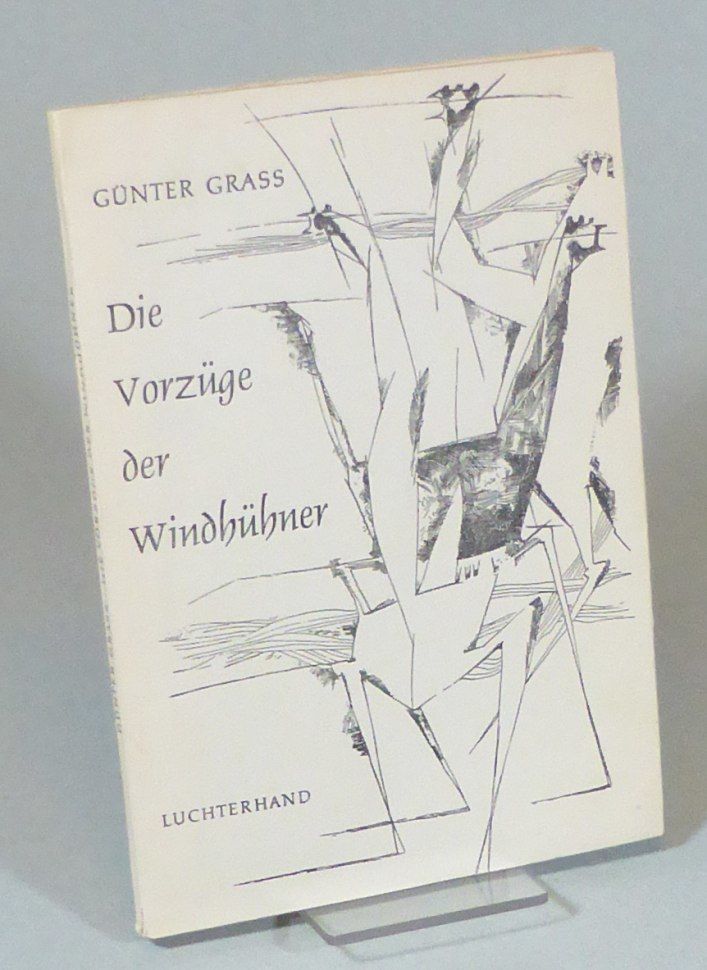 GÜNTER GRASS
Die
Vorzüge
der
Windhühner
LUCHTERHAND